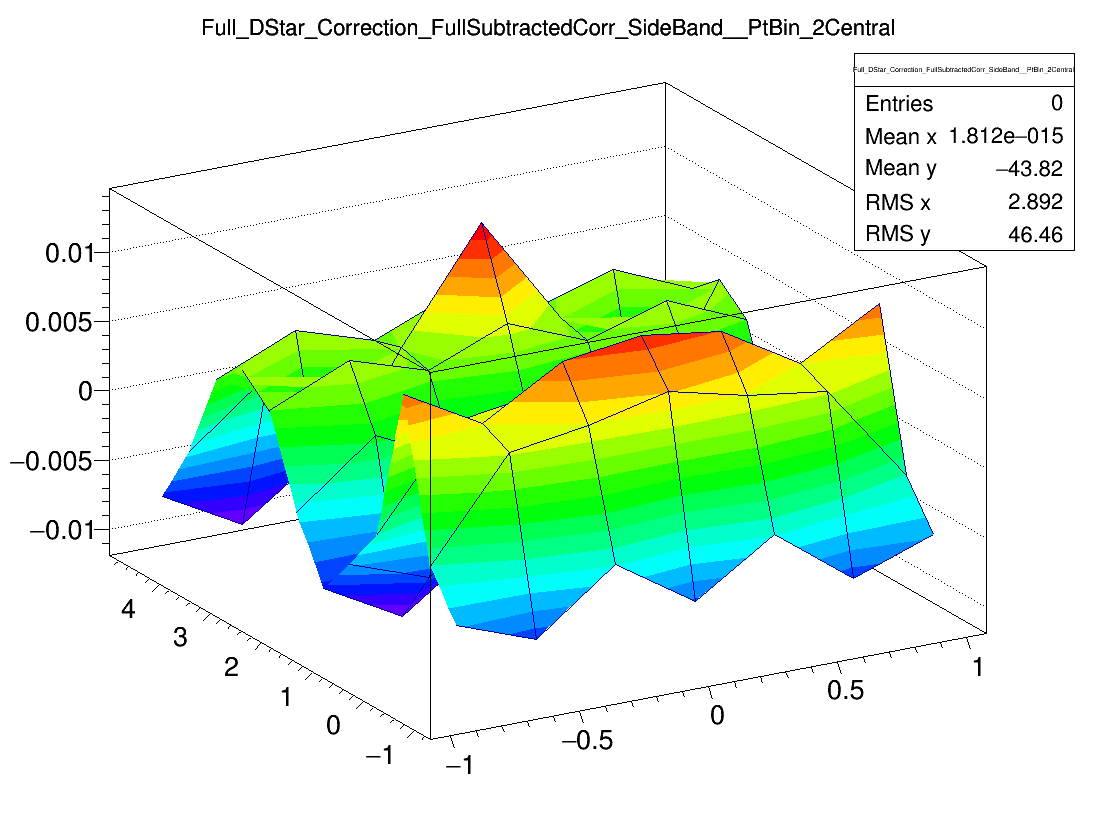 Full_DStar_Correction_FullSubtractedCorr_SideBand__PtBin_2Central
Full_DStar_Correction_FullSubtractedCorr_SideBand__PtBin_2Central
Entries 0
Mean x 1.812e−015
Mean y −43.82
RMS x 2.892
RMS y 46.46
0.01
0.005
0
−0.005
−0.01
4
3
2
1
0
−1
−1
−0.5
0
0.5
1